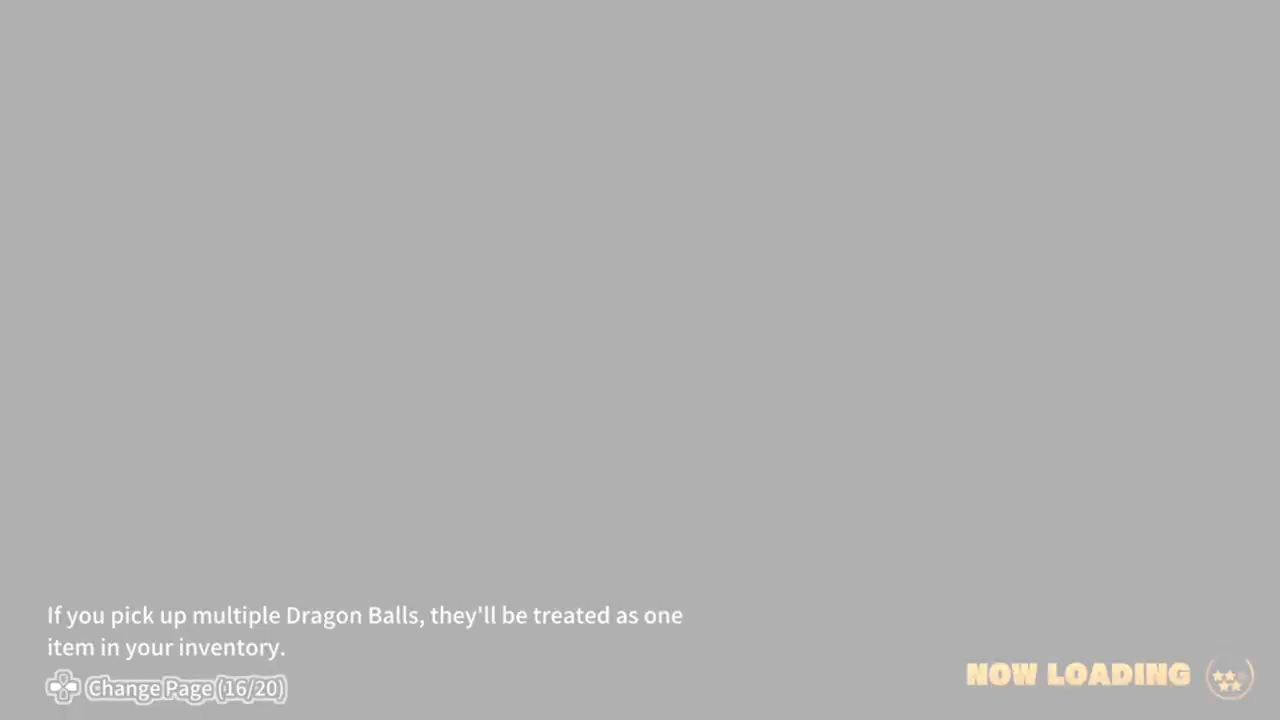 If you pick up multiple Dragon Balls, they'll be treated as one
item in your inventory.
Change Page (16/20)
NOW LOADING